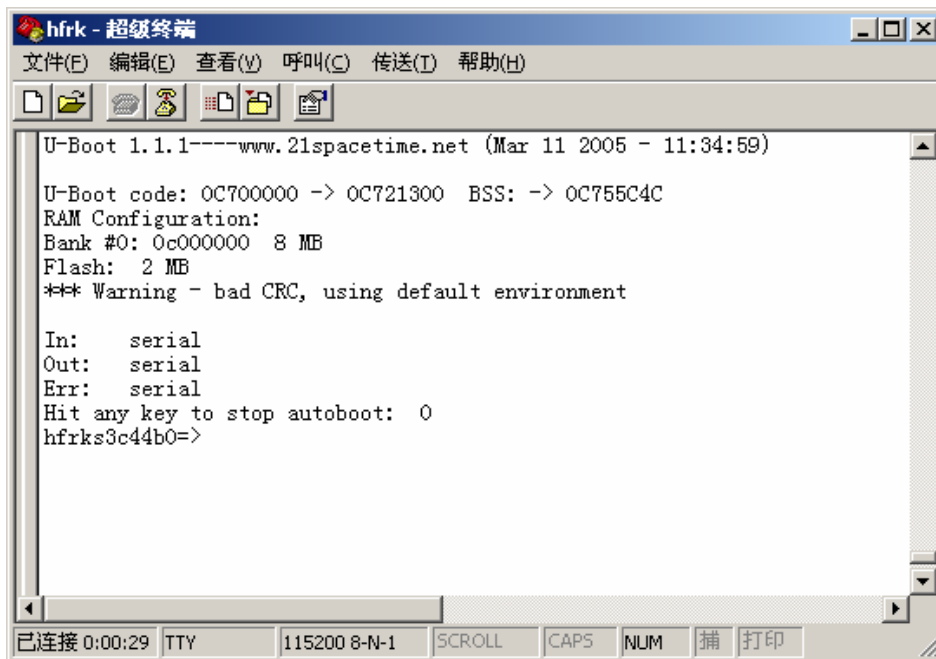 hfrk - 超级终端
文件(F) 编辑(E) 查看(V) 呼叫(C) 传送(T) 帮助(H)
U-Boot 1.1.1----www.21spacetime.net (Mar 11 2005 - 11:34:59)
U-Boot code: 0C700000 -> 0C721300  BSS: -> 0C755C4C
RAM Configuration:
Bank #0: 0c000000  8 MB
Flash:  2 MB
*** Warning - bad CRC, using default environment
In:    serial
Out:   serial
Err:   serial
Hit any key to stop autoboot:  0
hfrks3c44b0=>
已连接 0:00:29 TTY 115200 8-N-1 SCROLL CAPS NUM 捕 打印